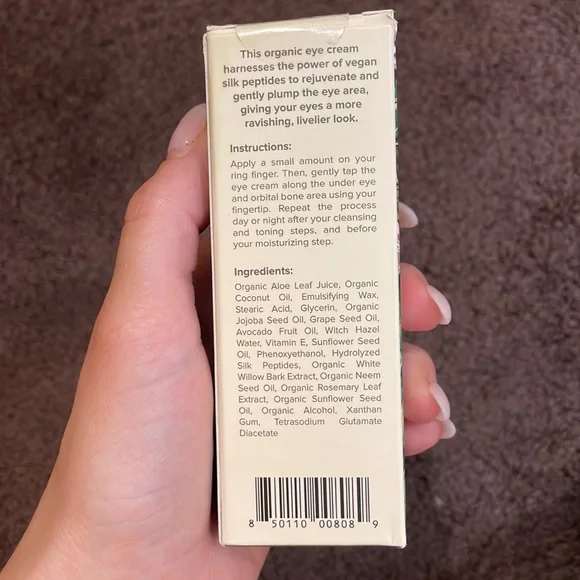 This organic eye cream
harnesses the power of vegan
silk peptides to rejuvenate and
gently plump the eye area,
giving your eyes a more
ravishing, livelier look.
Instructions:
Apply a small amount on your
ring finger. Then, gently tap the
eye cream along the under eye
and orbital bone area using your
fingertip. Repeat the process
day or night after your cleansing
and toning steps, and before
your moisturizing step.
Ingredients:
Organic Aloe Leaf Juice, Organic
Coconut Oil, Emulsifying Wax,
Stearic Acid, Glycerin, Organic
Jojoba Seed Oil, Grape Seed Oil,
Avocado Fruit Oil, Witch Hazel
Water, Vitamin E, Sunflower Seed
Oil, Phenoxyethanol, Hydrolyzed
Silk Peptides, Organic White
Willow Bark Extract, Organic Neem
Seed Oil, Organic Rosemary Leaf
Extract, Organic Sunflower Seed
Oil, Organic Alcohol, Xanthan
Gum, Tetrasodium Glutamate
Diacetate
8 50110 00808 9